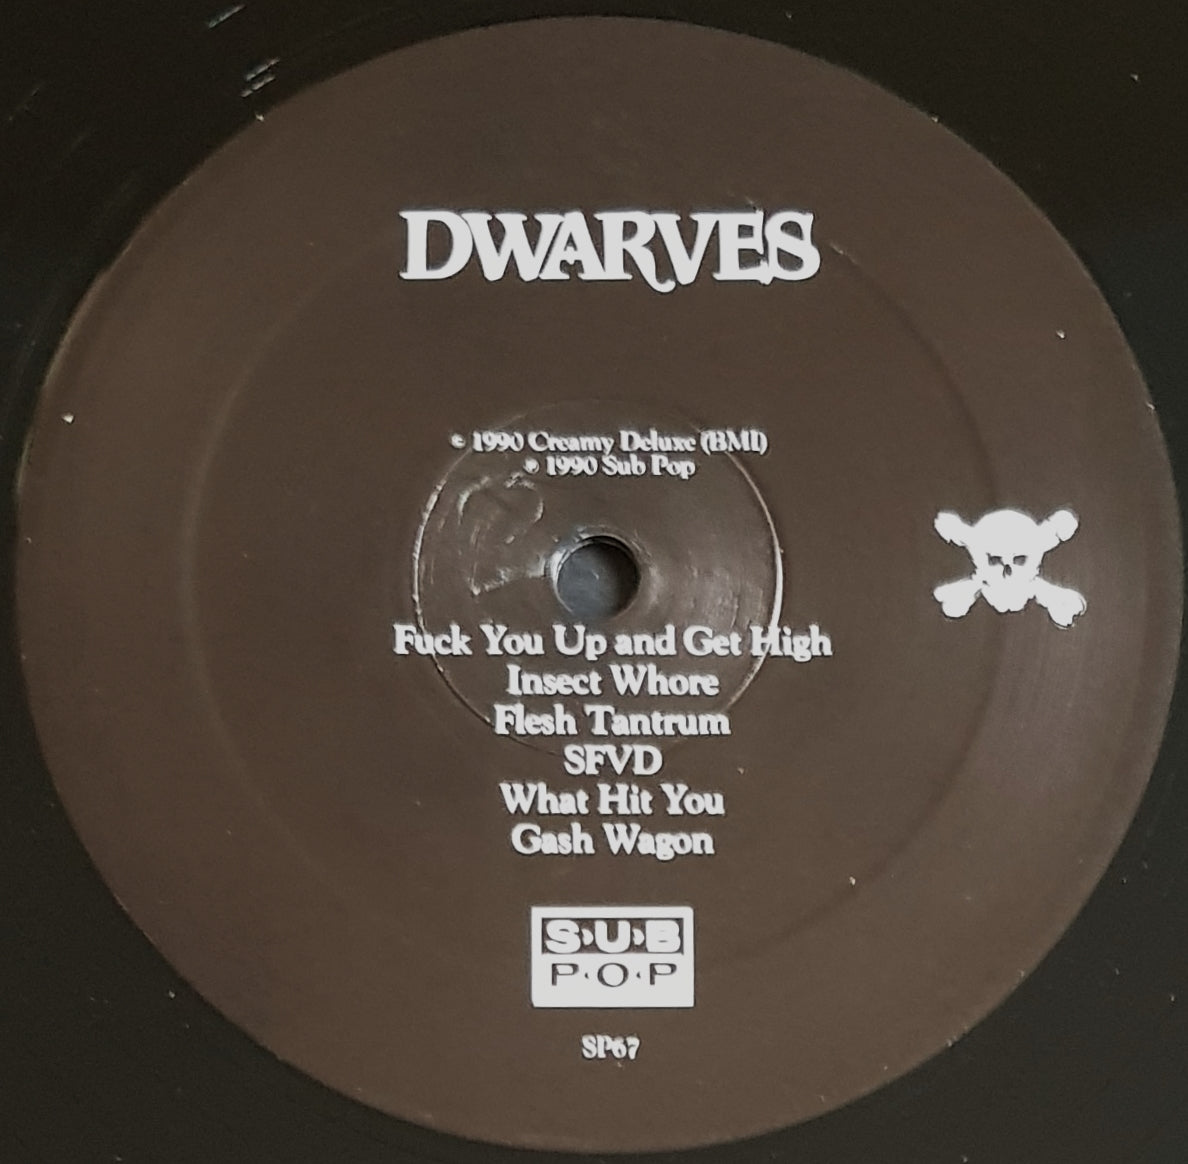 DWARVES
© 1990 Creamy Deluxe (BMI)
℗ 1990 Sub Pop
Fuck You Up and Get High
Insect Whore
Flesh Tantrum
SFVD
What Hit You
Gash Wagon
S·U·B
P·O·P
SP67